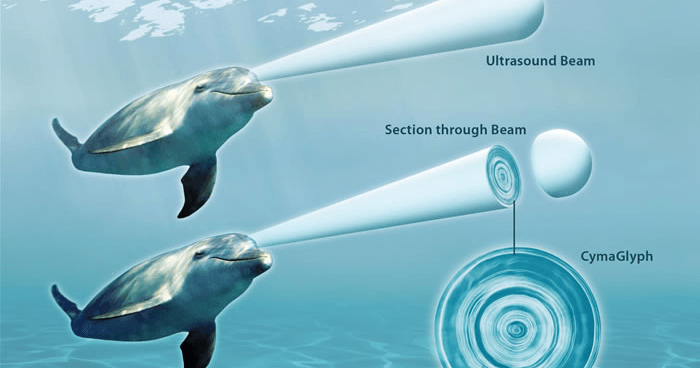 Ultrasound Beam
Section through Beam
CymaGlyph